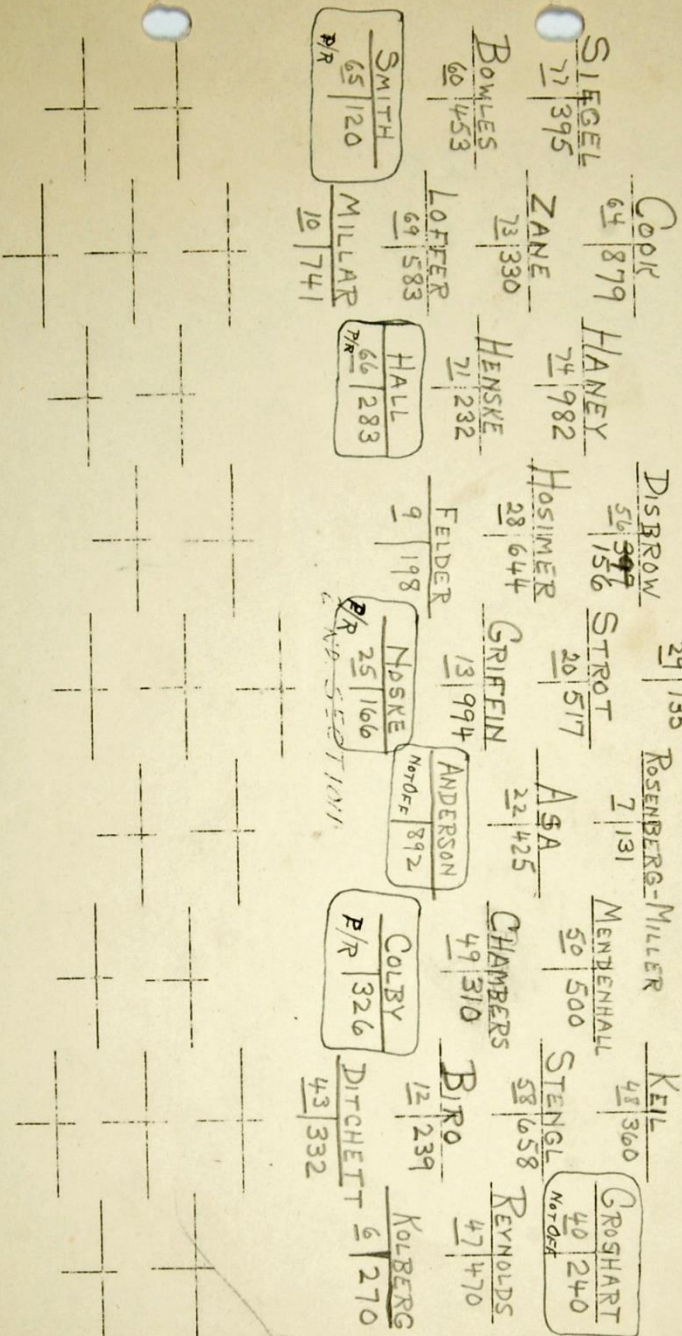 SIEGEL
77 395
BOWLES
60 453
SMITH
65 120
P/R
COOK
64 879
ZANE
73 330
LOFFER
69 583
MILLAR
10 741
HANEY
74 982
HENSKE
71 232
HALL
66 283
P/R
DISBROW
56 156
HOSIMER
28 644
FELDER
9 198
STROT
20 517
GRIFFIN
13 994
NOSKE
P/R 25 166
ROSENBERG-MILLER
7 131
ASA
22 425
ANDERSON
NOT OFF 892
MENDENHALL
50 500
CHAMBERS
49 310
COLBY
P/R 326
KEIL
48 360
STENGL
58 658
BIRO
12 239
DITCHETT
43 332
GROSHART
40 240
NOT OFF
REYNOLDS
47 470
KOLBERG
6 270